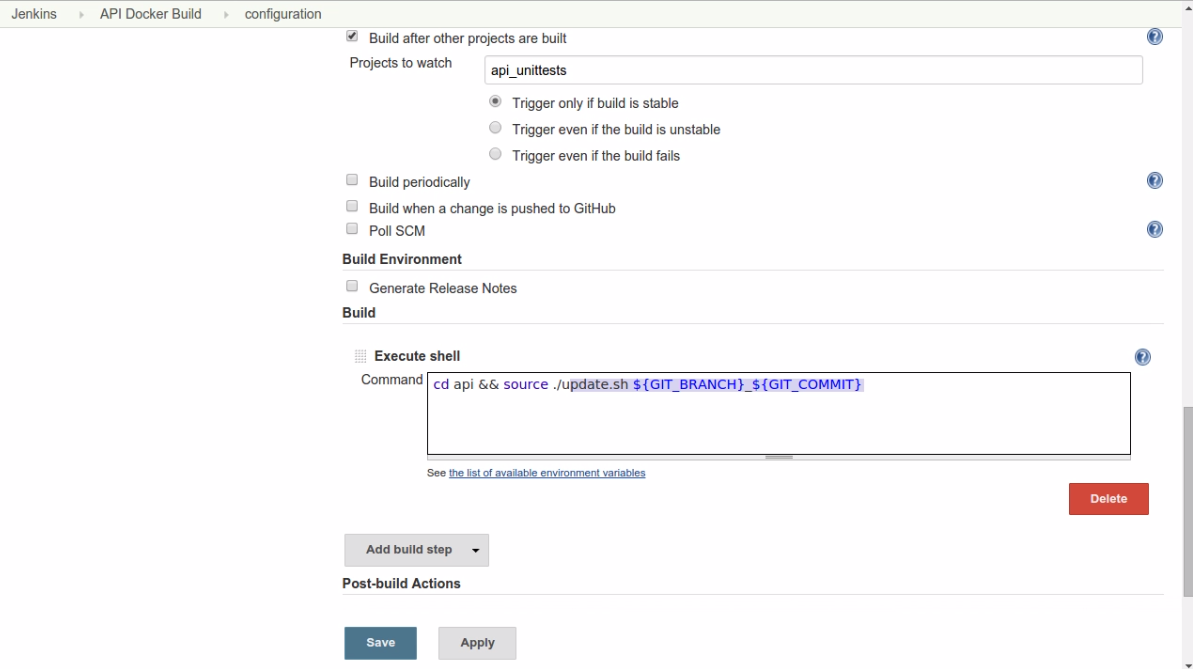 Jenkins API Docker Build configuration
Build after other projects are built
Projects to watch api_unittests
Trigger only if build is stable
Trigger even if the build is unstable
Trigger even if the build fails
Build periodically
Build when a change is pushed to GitHub
Poll SCM
Build Environment
Generate Release Notes
Build
Execute shell
Command cd api && source ./update.sh ${GIT_BRANCH}_${GIT_COMMIT}
See the list of available environment variables
Delete
Add build step
Post-build Actions
Save Apply